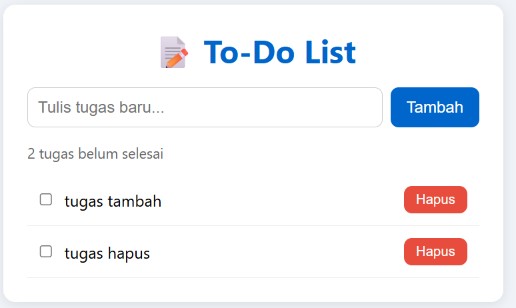 To-Do List
Tulis tugas baru...
Tambah
2 tugas belum selesai
tugas tambah
Hapus
tugas hapus
Hapus